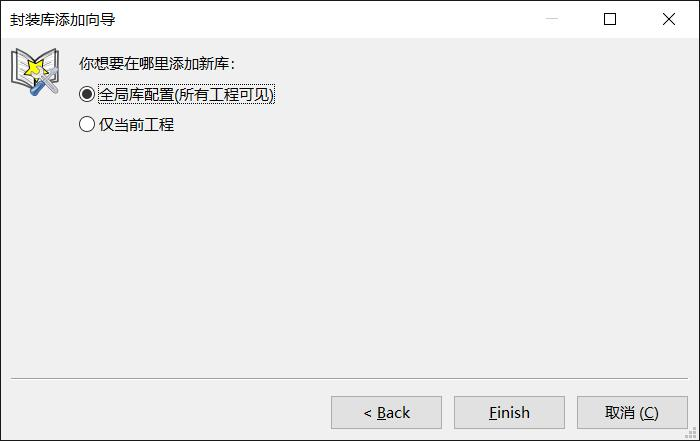 封装库添加向导
你想要在哪里添加新库：
全局库配置(所有工程可见)
仅当前工程
< Back
Finish
取消 (C)